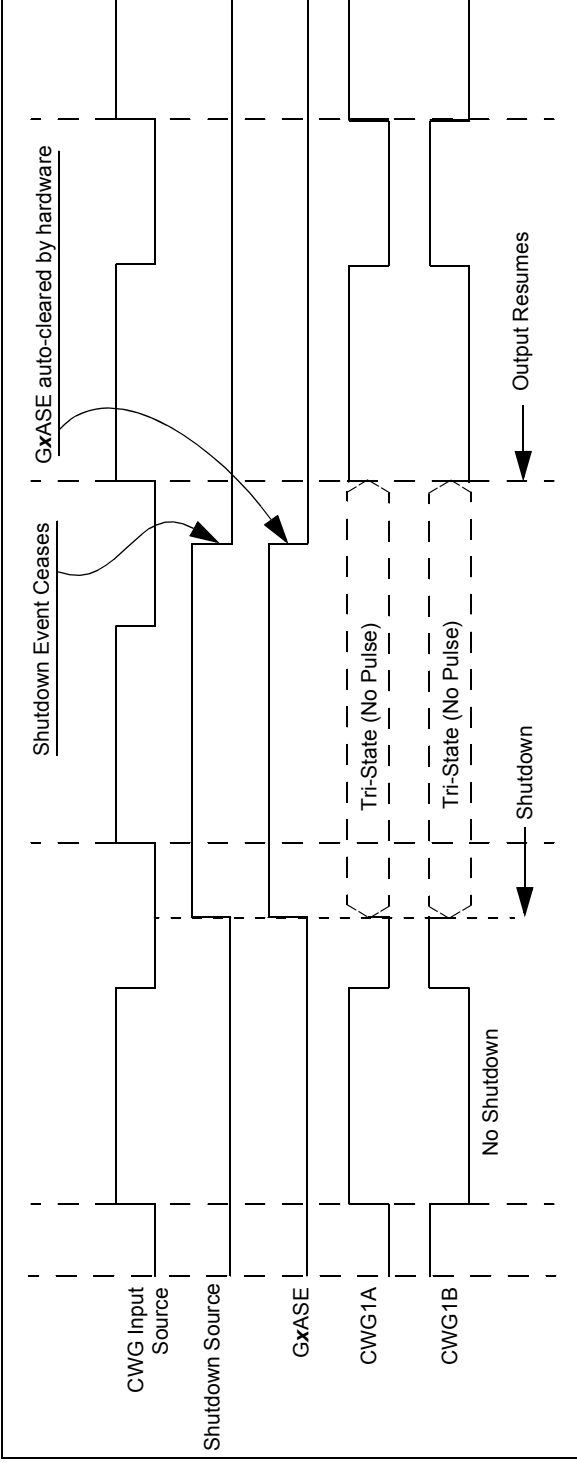 CWG Input
Source
Shutdown Source
GxASE
CWG1A
CWG1B
No Shutdown
Shutdown
Tri-State (No Pulse)
Tri-State (No Pulse)
Shutdown Event Ceases
GxASE auto-cleared by hardware
Output Resumes